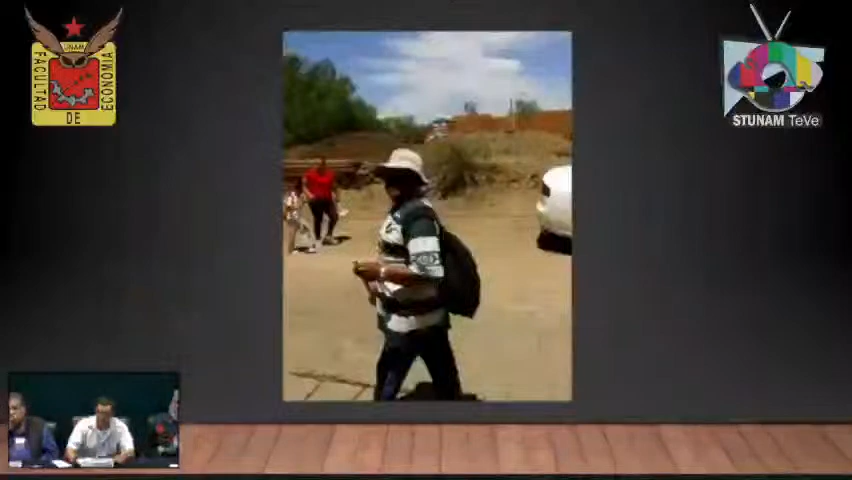 UNAM
FACULTAD
DE
ECONOMIA
STUNAM TeVe